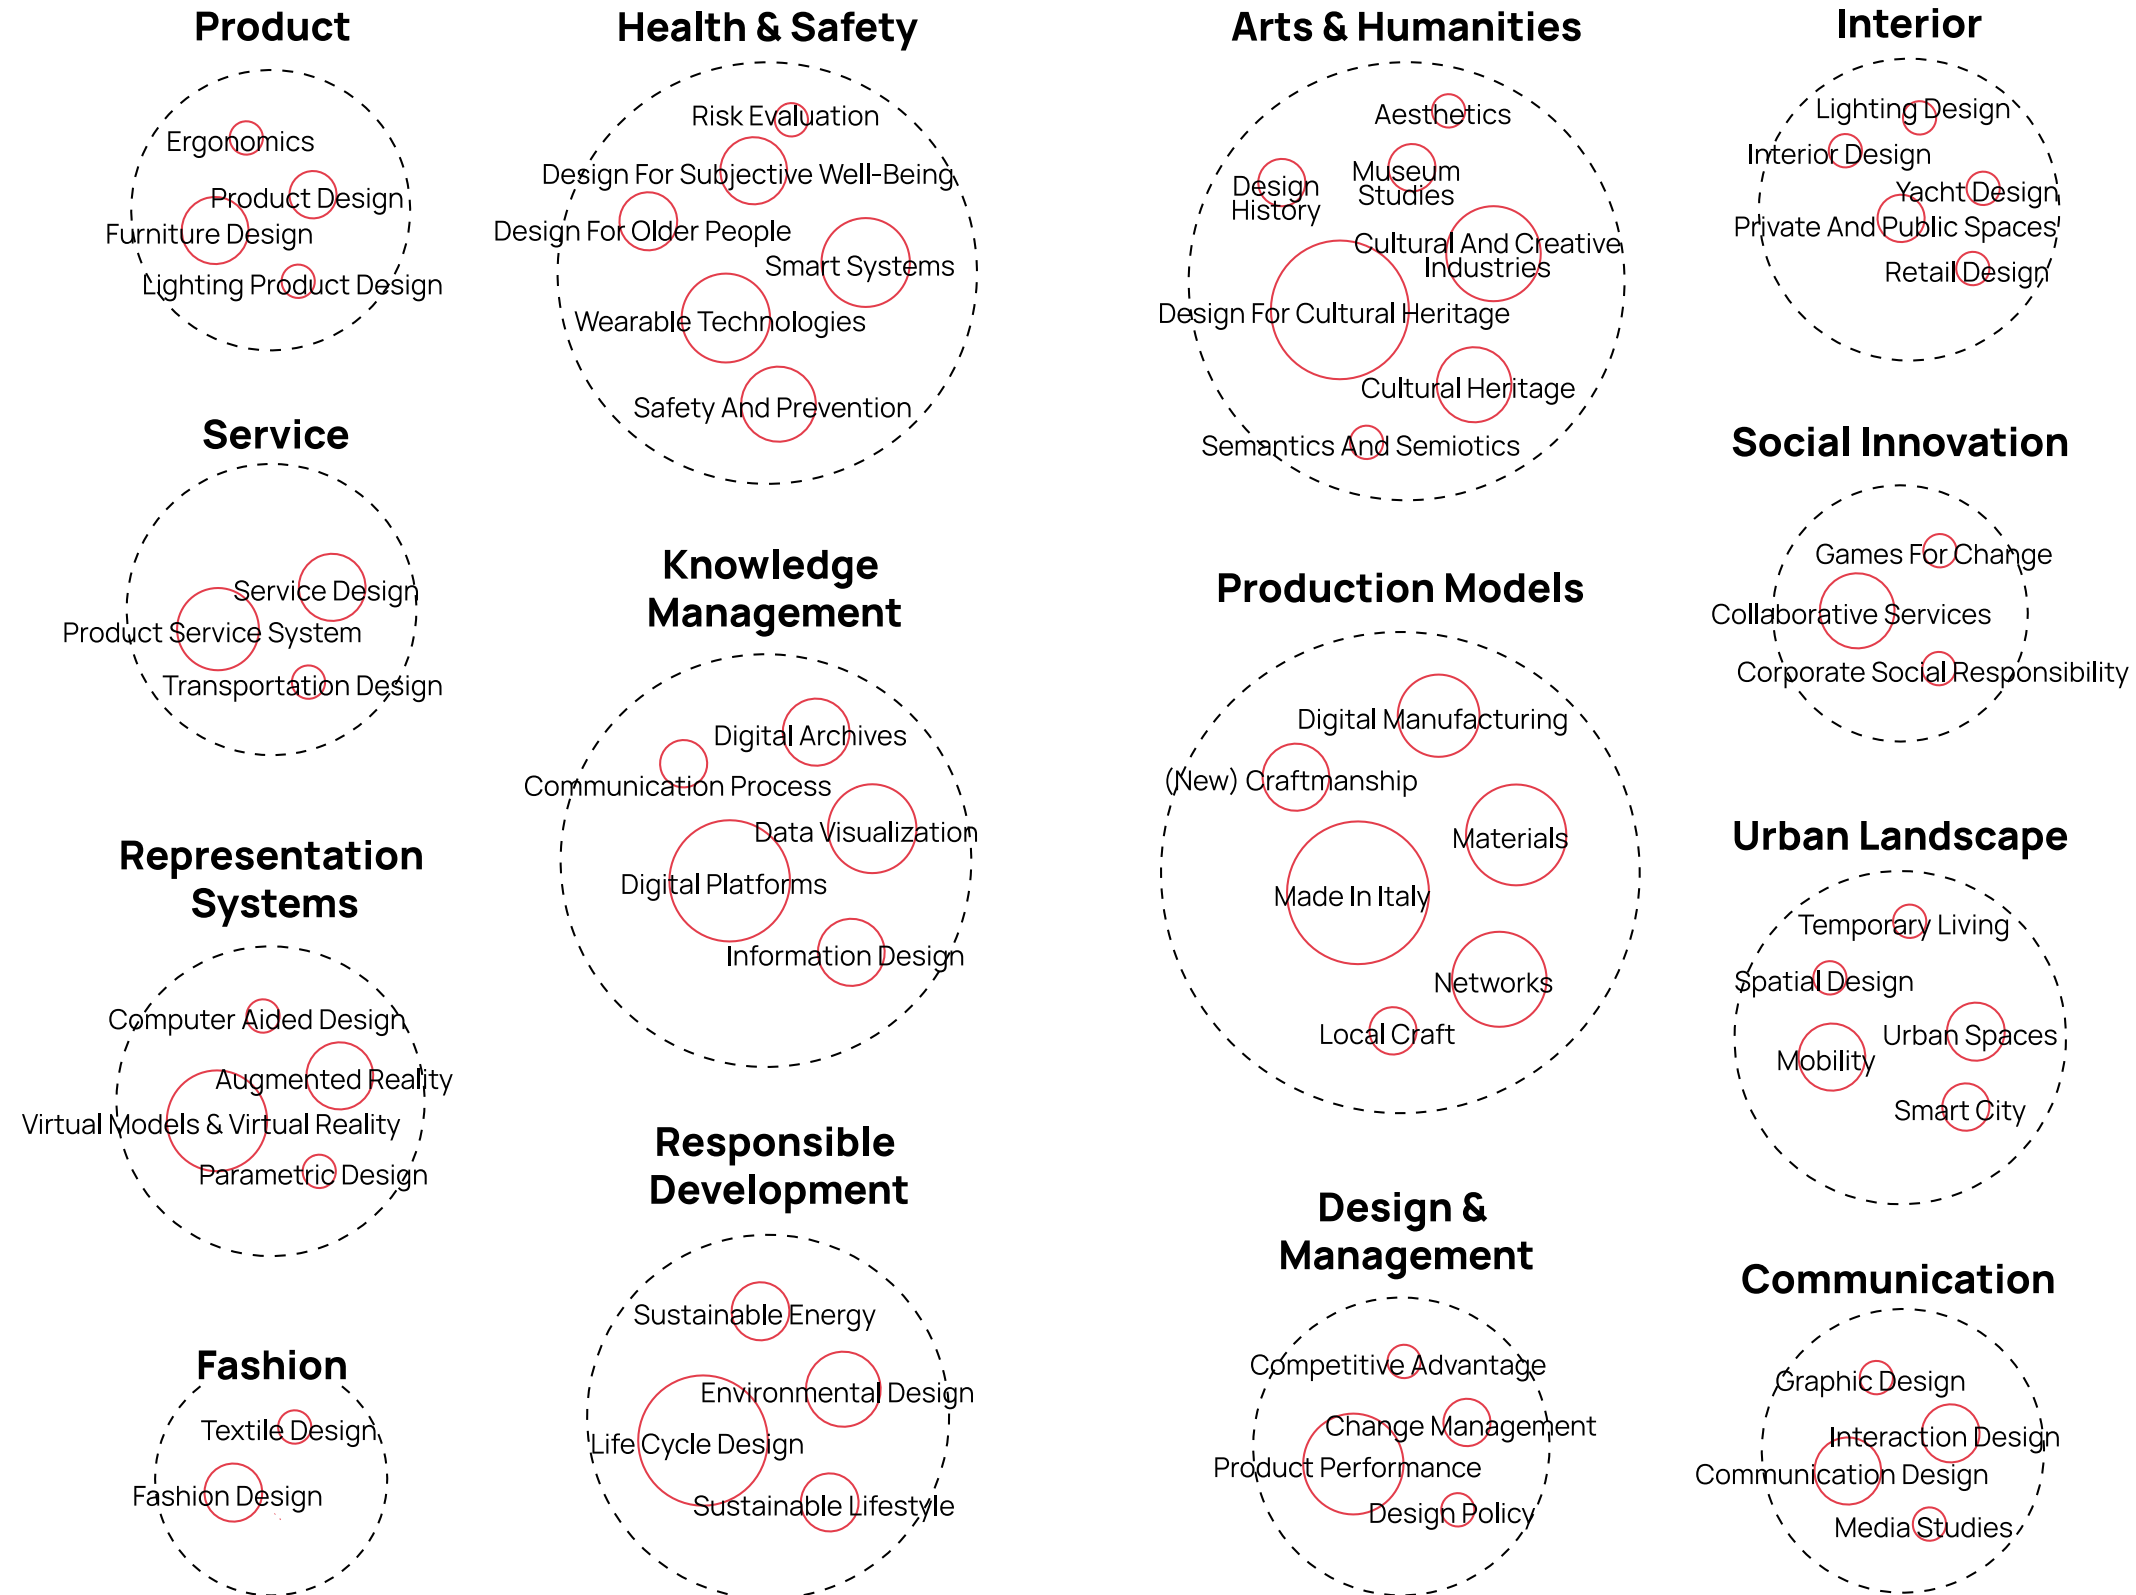 Product
Ergonomics
Product Design
Furniture Design
Lighting Product Design
Service
Service Design
Product Service System
Transportation Design
Representation
Systems
Computer Aided Design
Augmented Reality
Virtual Models & Virtual Reality
Parametric Design
Fashion
Textile Design
Fashion Design
Health & Safety
Risk Evaluation
Design For Subjective Well-Being
Design For Older People
Smart Systems
Wearable Technologies
Safety And Prevention
Knowledge
Management
Digital Archives
Communication Process
Data Visualization
Digital Platforms
Information Design
Responsible
Development
Sustainable Energy
Environmental Design
Life Cycle Design
Sustainable Lifestyle
Arts & Humanities
Aesthetics
Museum
Studies
Design
History
Cultural And Creative
Industries
Design For Cultural Heritage
Cultural Heritage
Semantics And Semiotics
Production Models
Digital Manufacturing
(New) Craftmanship
Materials
Made In Italy
Networks
Local Craft
Design &
Management
Competitive Advantage
Change Management
Product Performance
Design Policy
Interior
Lighting Design
Interior Design
Yacht Design
Private And Public Spaces
Retail Design
Social Innovation
Games For Change
Collaborative Services
Corporate Social Responsibility
Urban Landscape
Temporary Living
Spatial Design
Urban Spaces
Mobility
Smart City
Communication
Graphic Design
Interaction Design
Communication Design
Media Studies